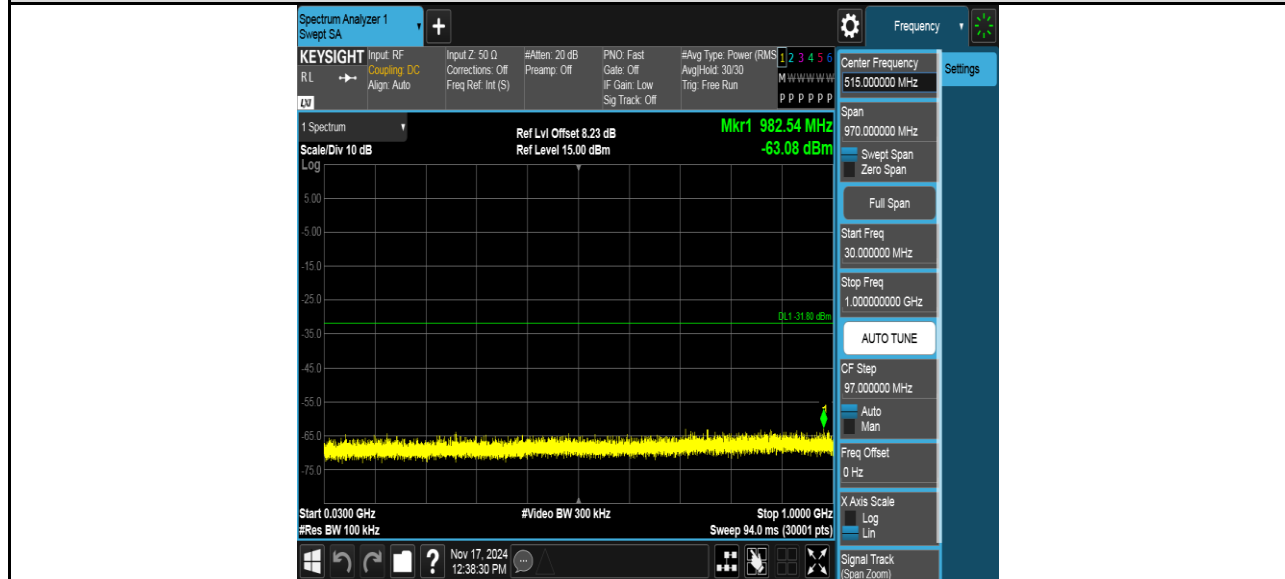 Spectrum Analyzer 1
Swept SA
+
Frequency
KEYSIGHT
RL
LXI
Input: RF
Coupling: DC
Align: Auto
Input Z: 50 Ω
Corrections: Off
Freq Ref: Int (S)
#Atten: 20 dB
Preamp: Off
PNO: Fast
Gate: Off
IF Gain: Low
Sig Track: Off
#Avg Type: Power (RMS
Avg|Hold: 30/30
Trig: Free Run
1 2 3 4 5 6
M W W W W W
P P P P P P
1 Spectrum
Scale/Div 10 dB
Ref Lvl Offset 8.23 dB
Ref Level 15.00 dBm
Mkr1 982.54 MHz
-63.08 dBm
Log
5.00
-5.00
-15.0
-25.0
DL1 -31.80 dBm
-35.0
-45.0
-55.0
1
-65.0
-75.0
Start 0.0300 GHz
#Res BW 100 kHz
#Video BW 300 kHz
Stop 1.0000 GHz
Sweep 94.0 ms (30001 pts)
?
Nov 17, 2024
12:38:30 PM
Center Frequency
515.000000 MHz
Settings
Span
970.000000 MHz
Swept Span
Zero Span
Full Span
Start Freq
30.000000 MHz
Stop Freq
1.000000000 GHz
AUTO TUNE
CF Step
97.000000 MHz
Auto
Man
Freq Offset
0 Hz
X Axis Scale
Log
Lin
Signal Track
(Span Zoom)